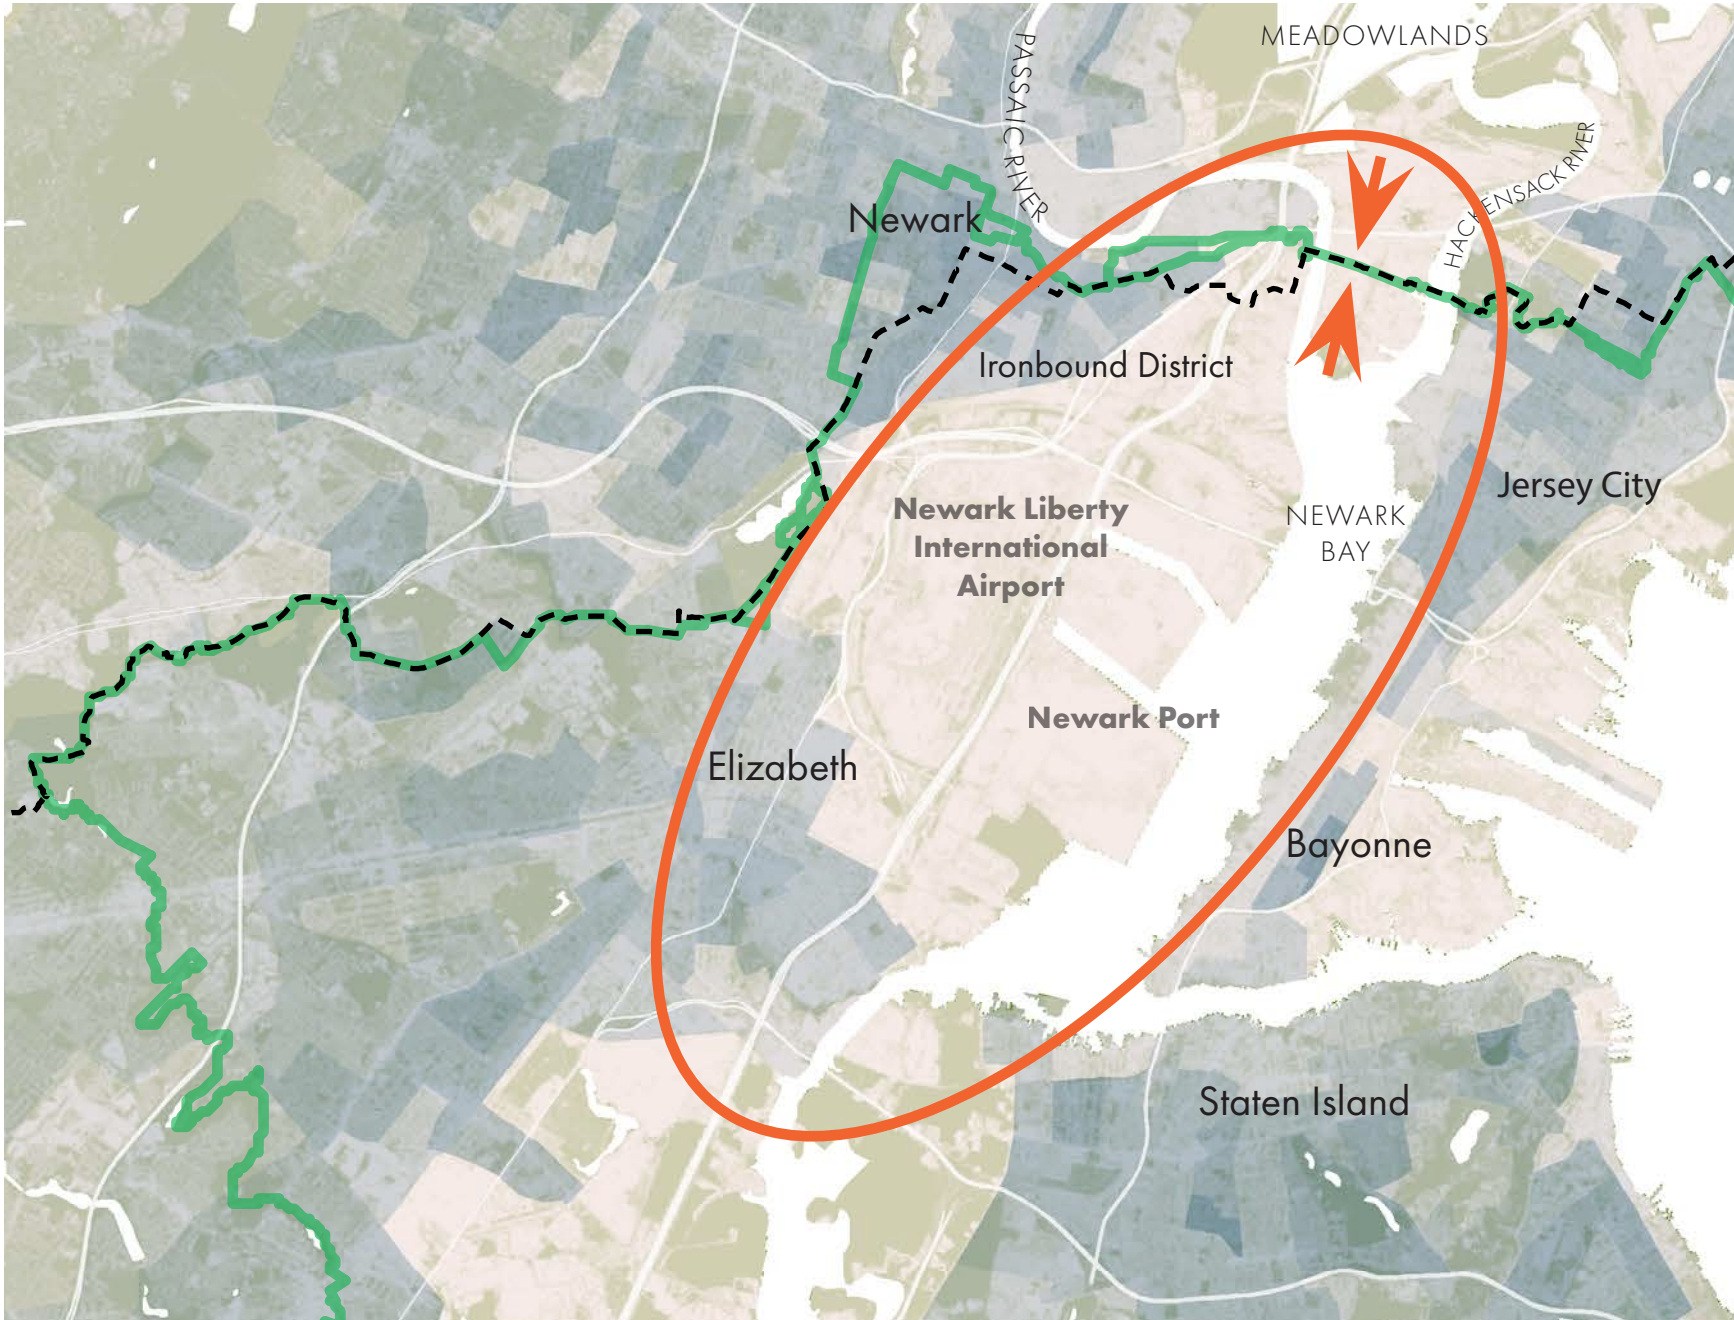 MEADOWLANDS
PASSAIC RIVER
HACKENSACK RIVER
Newark
Ironbound District
Jersey City
Newark Liberty
International
Airport
NEWARK
BAY
Newark Port
Elizabeth
Bayonne
Staten Island